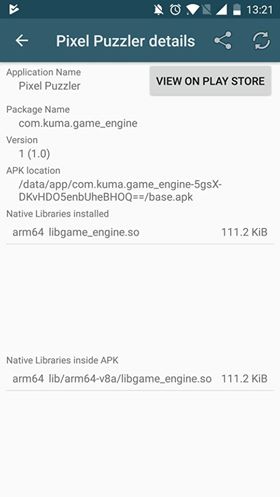 13:21
Pixel Puzzler details
Application Name
Pixel Puzzler
VIEW ON PLAY STORE
Package Name
com.kuma.game_engine
Version
1 (1.0)
APK location
/data/app/com.kuma.game_engine-5gsX-
DKvHDO5enbUheBHOQ==/base.apk
Native Libraries installed
arm64 libgame_engine.so 111.2 KiB
Native Libraries inside APK
arm64 lib/arm64-v8a/libgame_engine.so 111.2 KiB